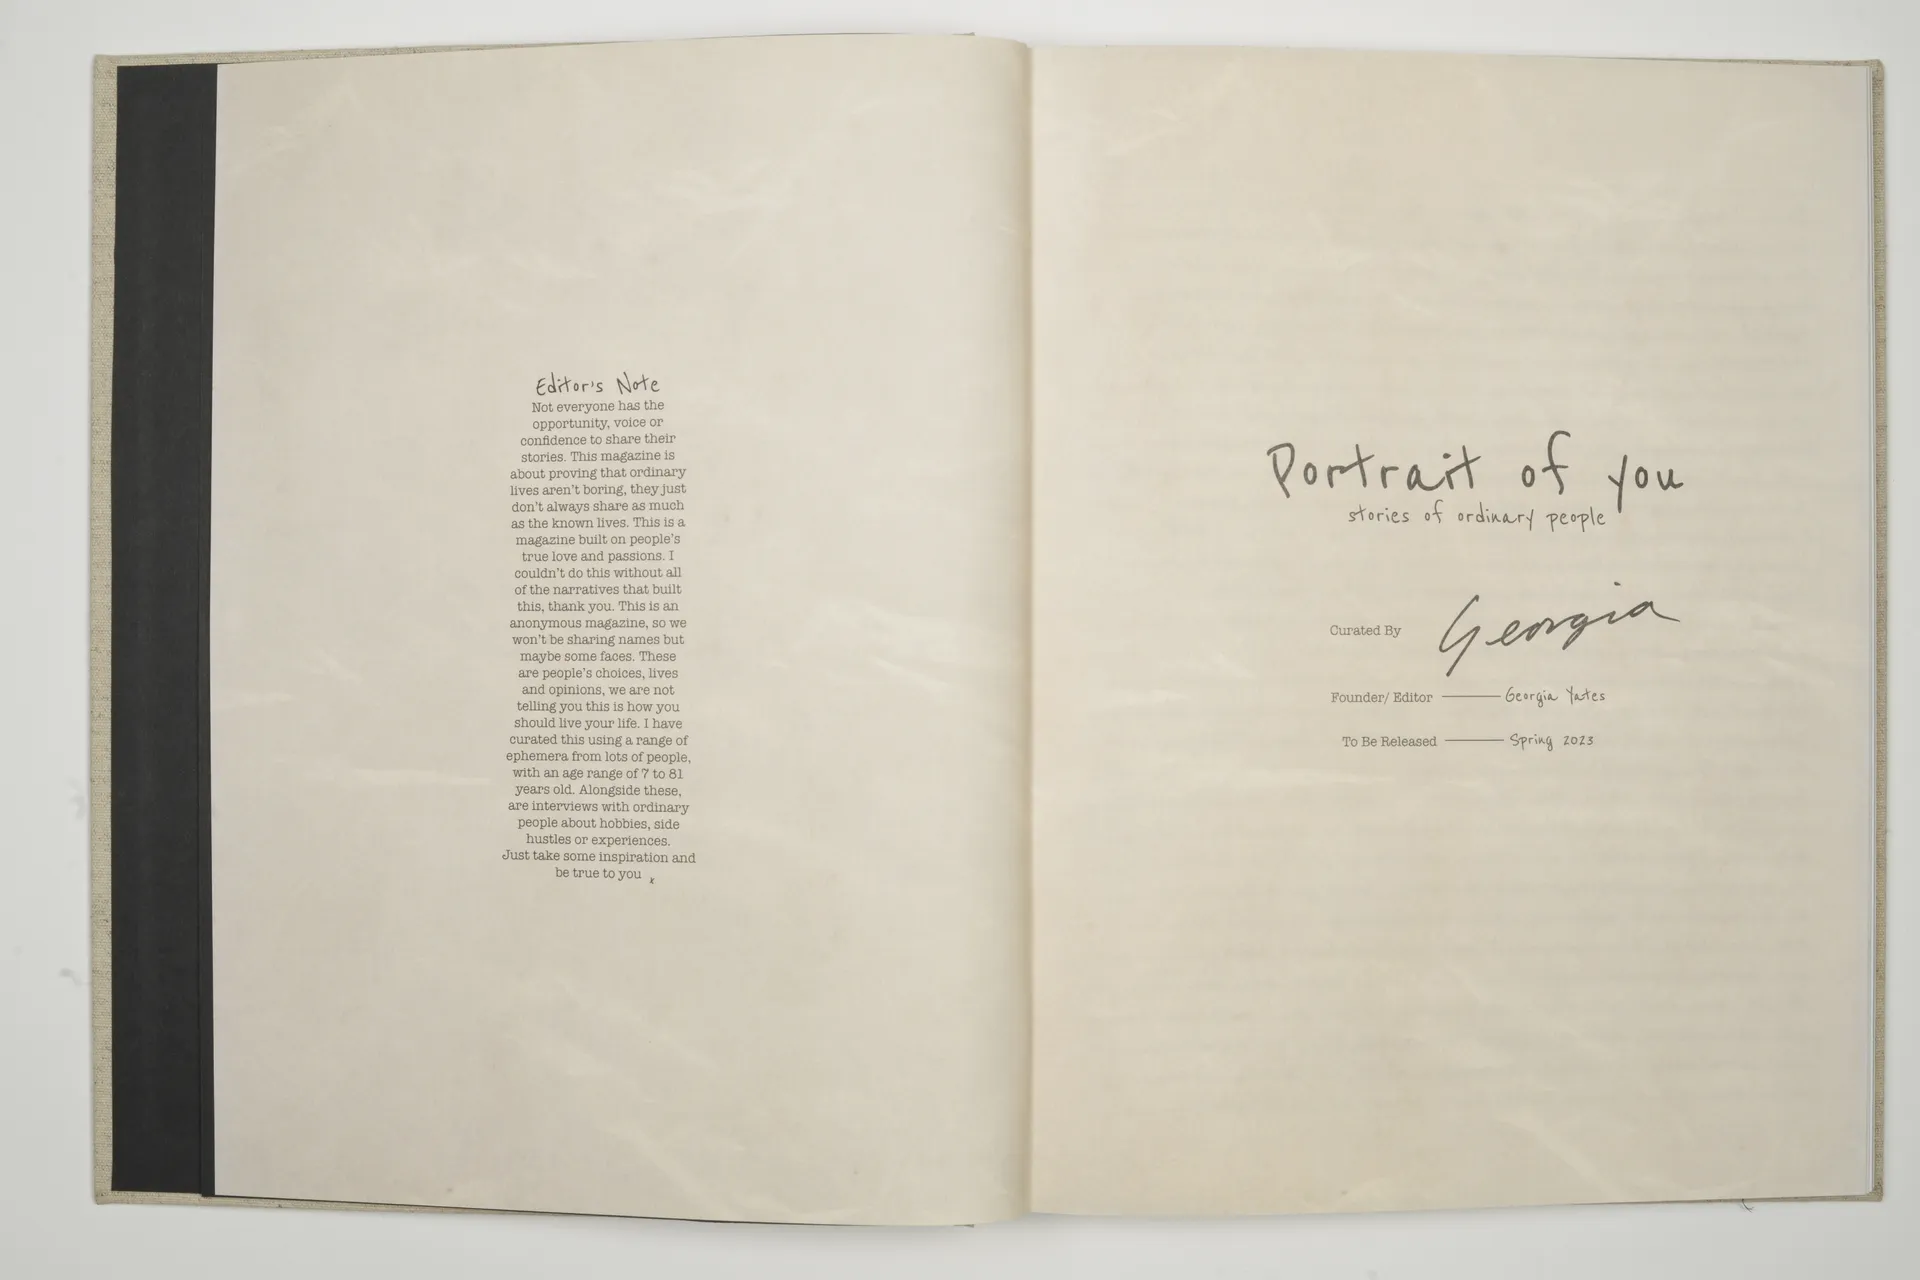 Editor's Note
Not everyone has the
opportunity, voice or
confidence to share their
stories. This magazine is
about proving that ordinary
lives aren't boring, they just
don't always share as much
as the known lives. This is a
magazine built on people's
true love and passions. I
couldn't do this without all
of the narratives that built
this, thank you. This is an
anonymous magazine, so we
won't be sharing names but
maybe some faces. These
are people's choices, lives
and opinions, we are not
telling you this is how you
should live your life. I have
curated this using a range of
ephemera from lots of people,
with an age range of 7 to 81
years old. Alongside these,
are interviews with ordinary
people about hobbies, side
hustles or experiences.
Just take some inspiration and
be true to you x
Portrait of you
stories of ordinary people
Curated By Georgia
Founder/ Editor —— Georgia Yates
To Be Released —— Spring 2023